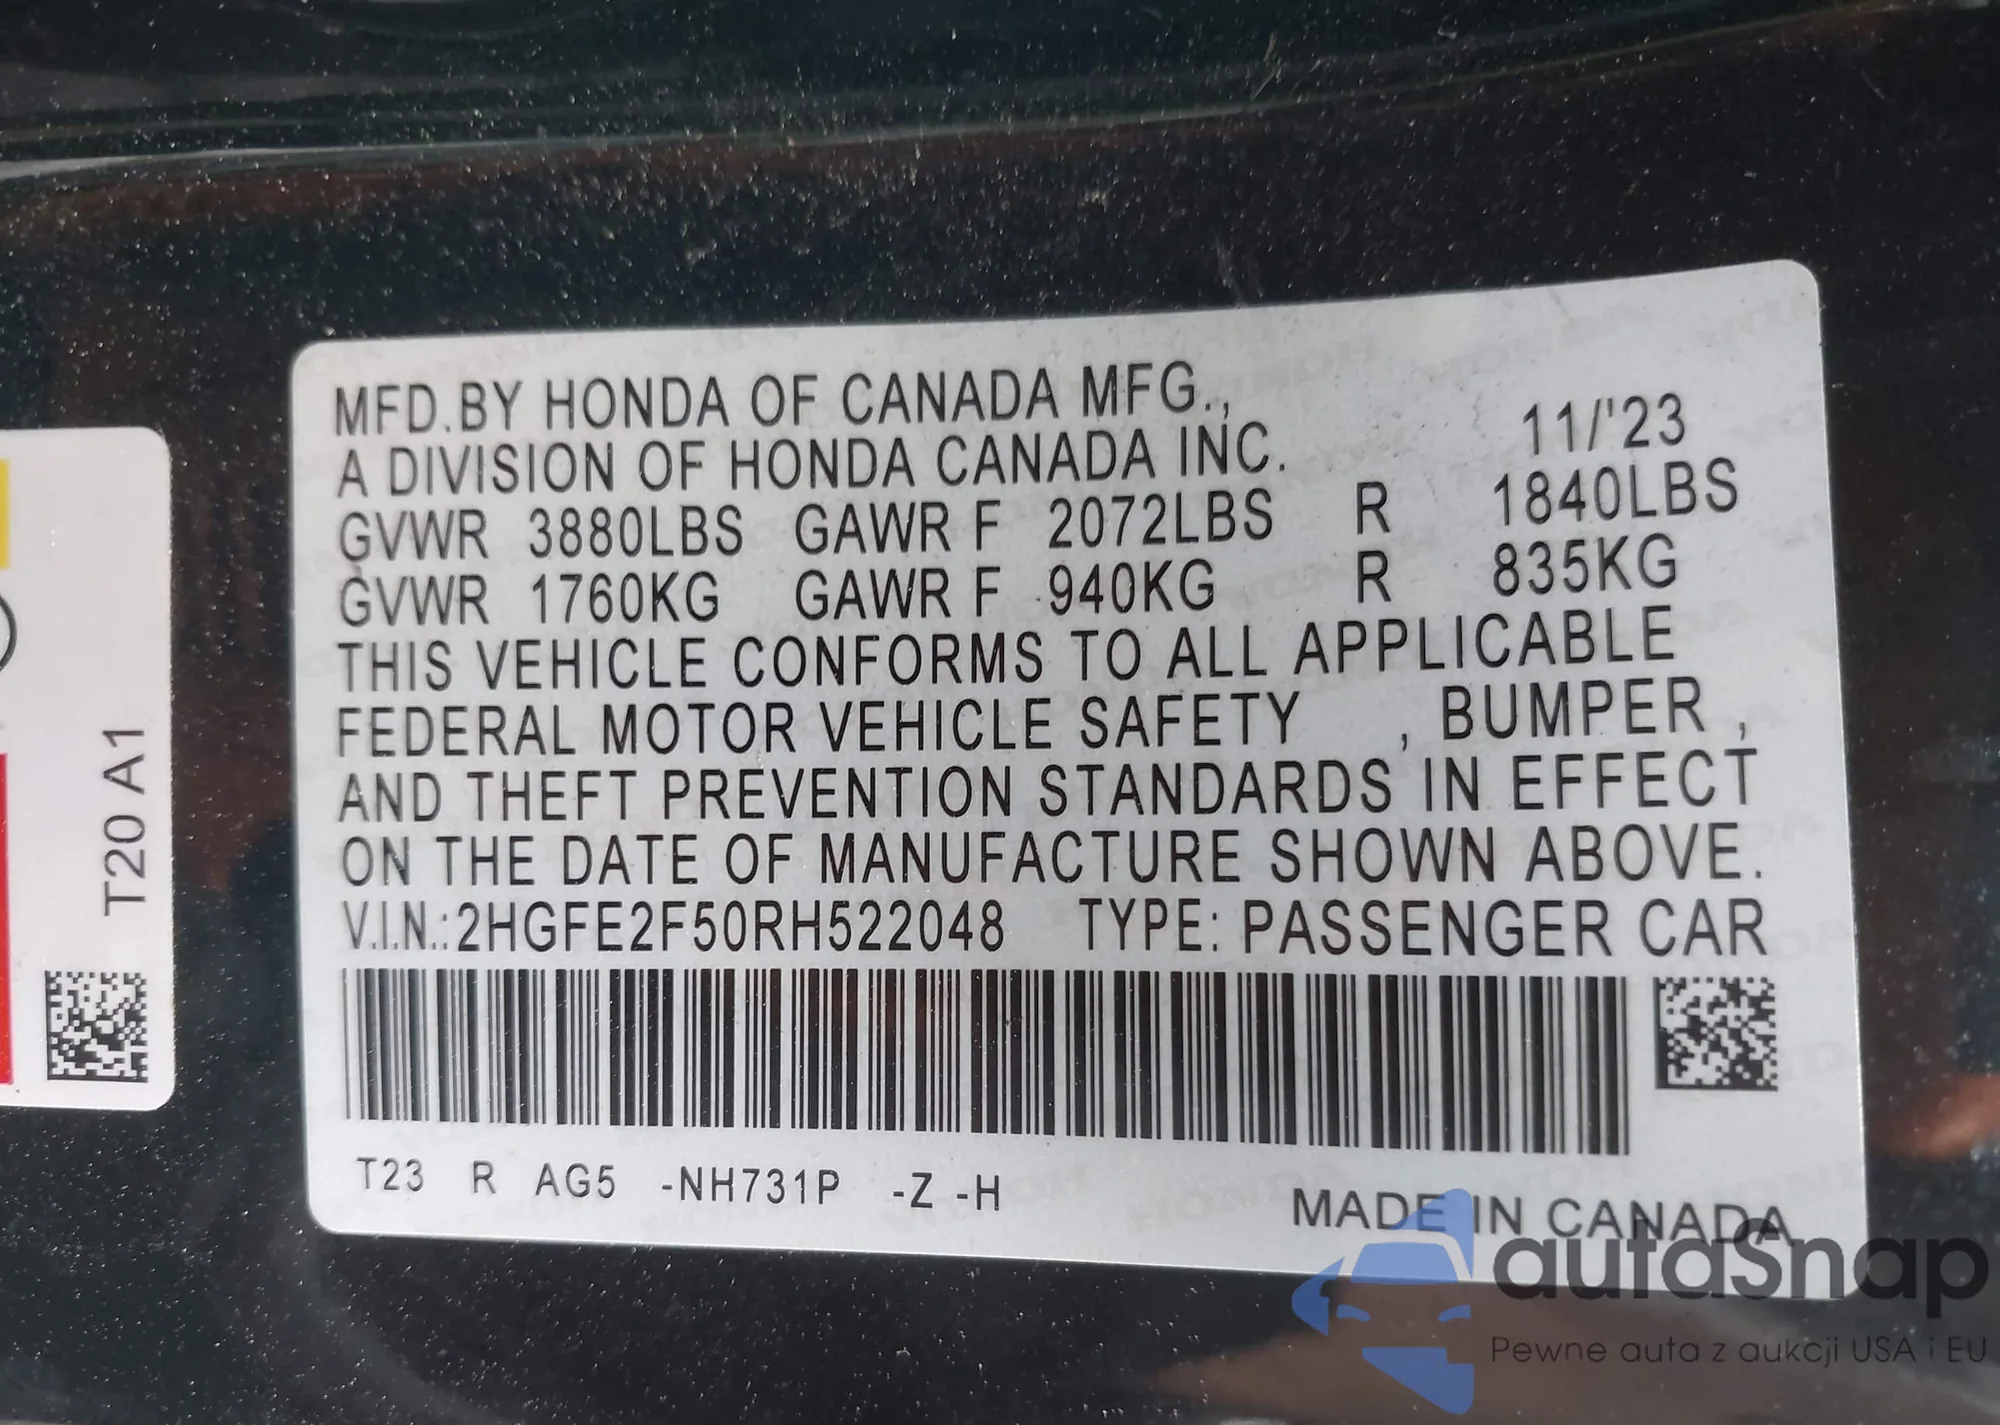 MFD.BY HONDA OF CANADA MFG.,
A DIVISION OF HONDA CANADA INC. 11/'23
GVWR 3880LBS GAWR F 2072LBS R 1840LBS
GVWR 1760KG GAWR F 940KG R 835KG
THIS VEHICLE CONFORMS TO ALL APPLICABLE
FEDERAL MOTOR VEHICLE SAFETY , BUMPER ,
AND THEFT PREVENTION STANDARDS IN EFFECT
ON THE DATE OF MANUFACTURE SHOWN ABOVE.
V.I.N.:2HGFE2F50RH522048 TYPE: PASSENGER CAR
T23 R AG5 -NH731P -Z -H
MADE IN CANADA
T20 A1
autaSnap
Pewne auta z aukcji USA i EU